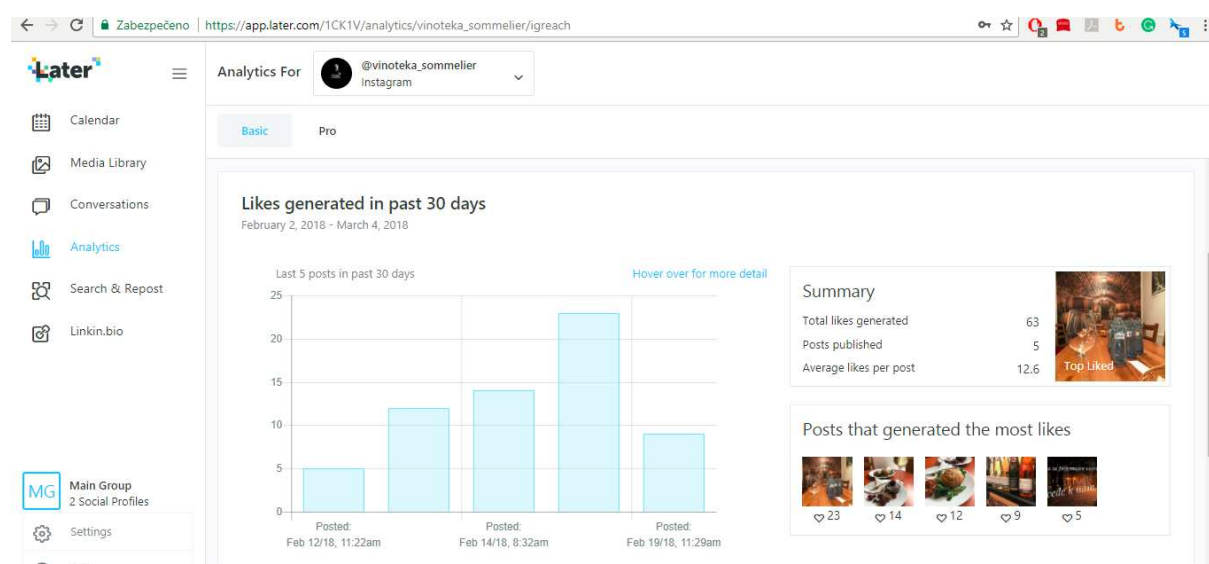 Zabezpečeno | https://app.later.com/1CK1V/analytics/vinoteka_sommelier/igreach
2
5
Later
Analytics For
@vinoteka_sommelier
Instagram
Calendar
Media Library
Conversations
Analytics
Search & Repost
Linkin.bio
MG
Main Group
2 Social Profiles
Settings
Basic Pro
Likes generated in past 30 days
February 2, 2018 - March 4, 2018
Last 5 posts in past 30 days
Hover over for more detail
25
20
15
10
5
0
Posted:
Feb 12/18, 11:22am
Posted:
Feb 14/18, 8:32am
Posted:
Feb 19/18, 11:29am
Summary
Total likes generated 63
Posts published 5
Average likes per post 12.6
Top Liked
Posts that generated the most likes
23 14 12 9 5